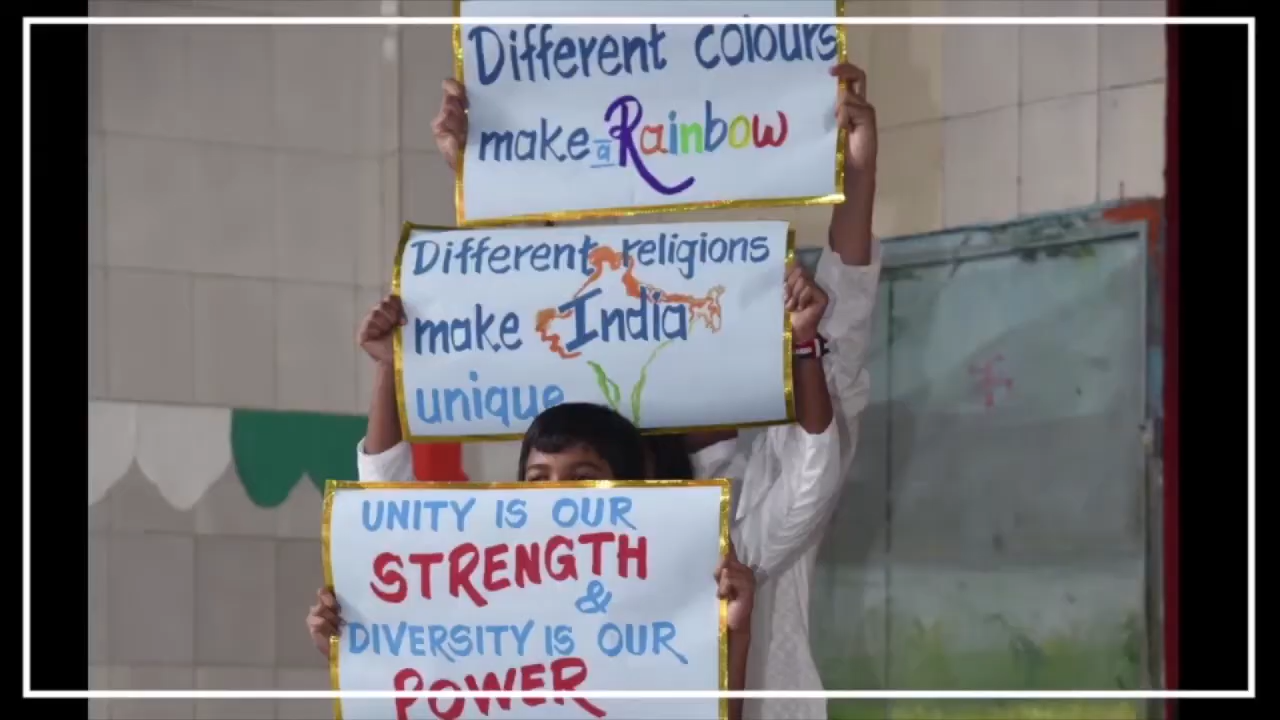 Different colours
make a Rainbow
Different religions
make India
unique
UNITY IS OUR
STRENGTH
&
DIVERSITY IS OUR
POWER